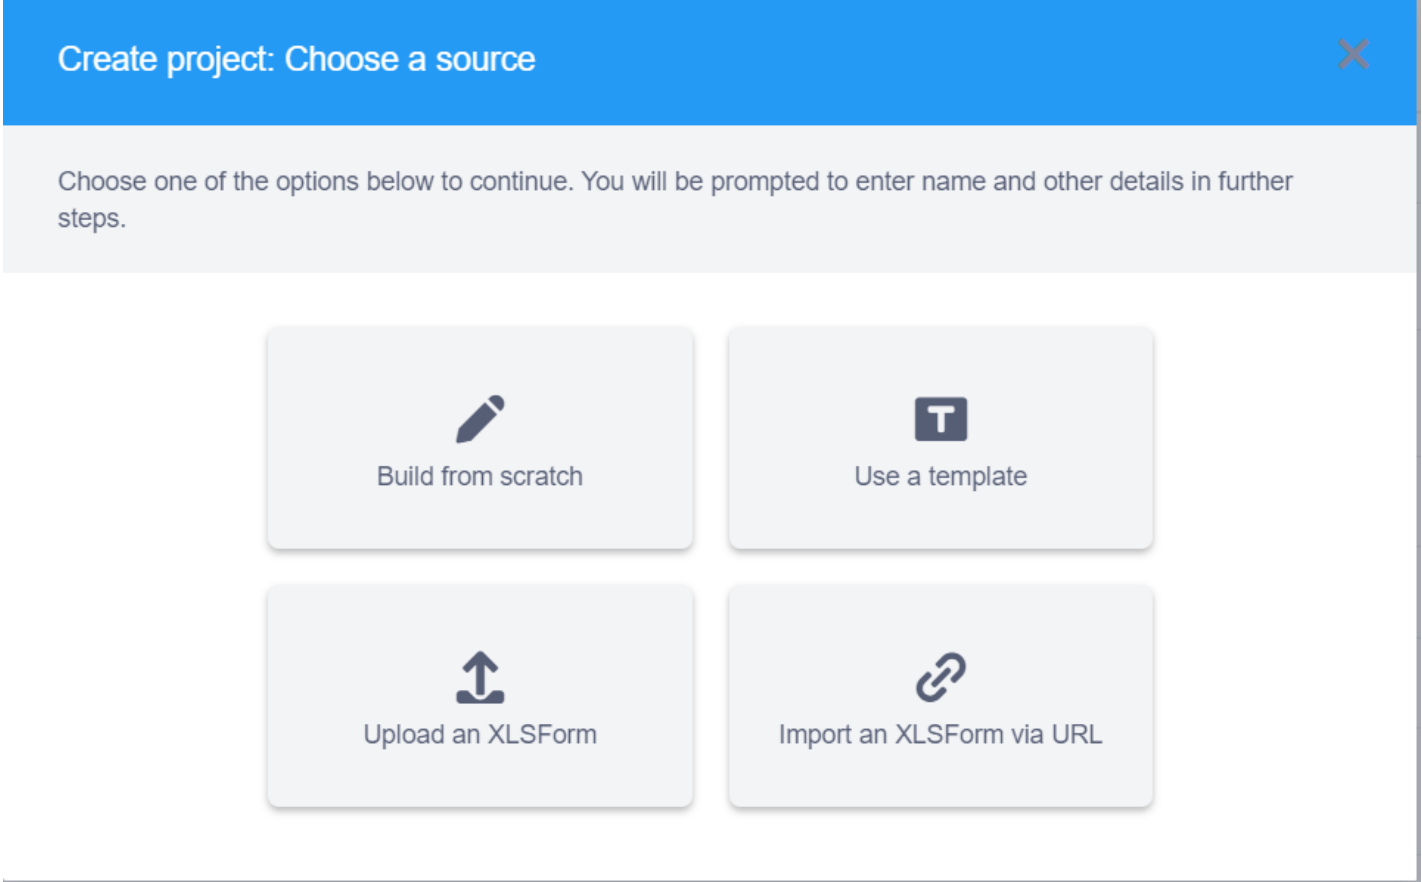 Create project: Choose a source
Choose one of the options below to continue. You will be prompted to enter name and other details in further
steps.
Build from scratch
T
Use a template
Upload an XLSForm
Import an XLSForm via URL